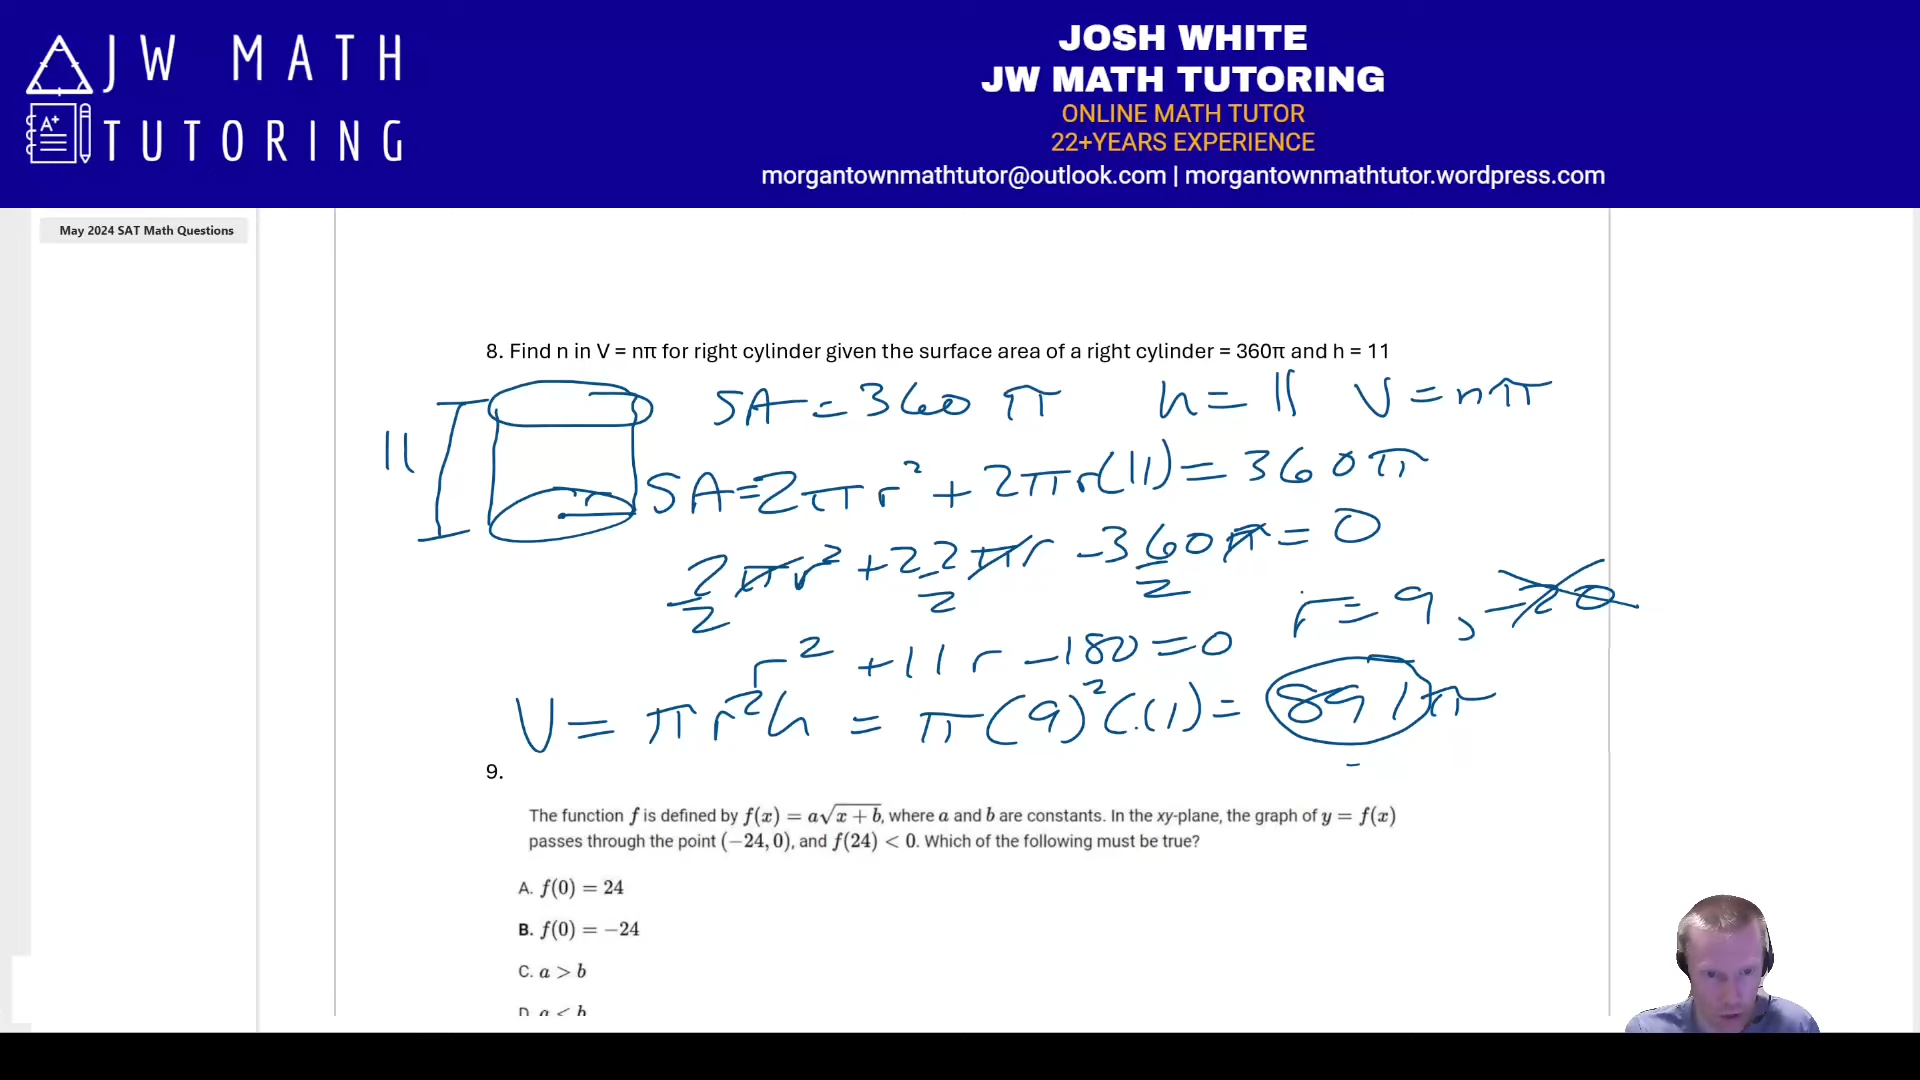 JW MATH
A+
TUTORING
JOSH WHITE
JW MATH TUTORING
ONLINE MATH TUTOR
22+YEARS EXPERIENCE
morgantownmathtutor@outlook.com | morgantownmathtutor.wordpress.com
May 2024 SAT Math Questions
8. Find n in V = nπ for right cylinder given the surface area of a right cylinder = 360π and h = 11
SA = 360 π h = 11 V = nπ
11
r
SA = 2πr² + 2πr(11) = 360π
2πr² + 22πr - 360π = 0
2 2 2
r = 9, -20
r² + 11r - 180 = 0
V = πr²h = π(9)²(11) = 891π
9.
The function f is defined by f(x) = a√(x + b), where a and b are constants. In the xy-plane, the graph of y = f(x)
passes through the point (−24, 0), and f(24) < 0. Which of the following must be true?
A. f(0) = 24
B. f(0) = −24
C. a > b
D. a < b